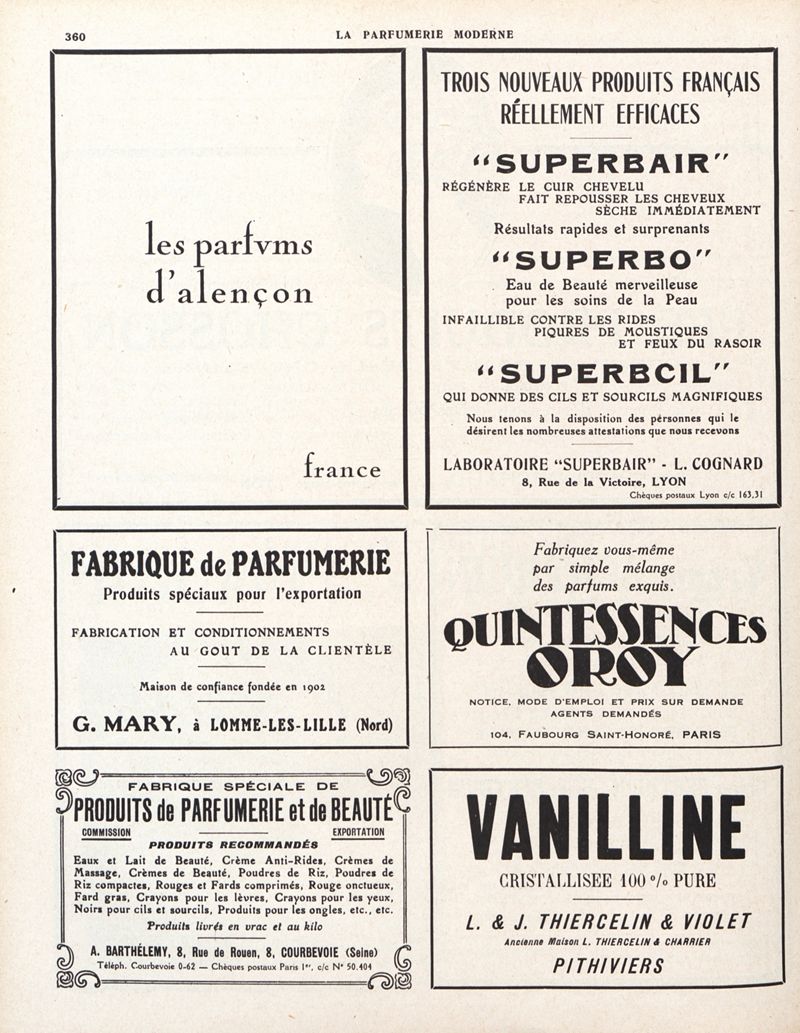 360
LA PARFUMERIE MODERNE
les parfvms
d'alençon
france
TROIS NOUVEAUX PRODUITS FRANÇAIS
RÉELLEMENT EFFICACES
“SUPERBAIR”
RÉGÉNÈRE LE CUIR CHEVELU
FAIT REPOUSSER LES CHEVEUX
SÈCHE IMMÉDIATEMENT
Résultats rapides et surprenants
“SUPERBO”
Eau de Beauté merveilleuse
pour les soins de la Peau
INFAILLIBLE CONTRE LES RIDES
PIQURES DE MOUSTIQUES
ET FEUX DU RASOIR
“SUPERBCIL”
QUI DONNE DES CILS ET SOURCILS MAGNIFIQUES
Nous tenons à la disposition des pérsonnes qui le
désirent les nombreuses attestations que nous recevons
LABORATOIRE “SUPERBAIR” - L. COGNARD
8, Rue de la Victoire, LYON
Chèques postaux Lyon c/c 163,31
FABRIQUE de PARFUMERIE
Produits spéciaux pour l'exportation
FABRICATION ET CONDITIONNEMENTS
AU GOUT DE LA CLIENTÈLE
Maison de confiance fondée en 1902
G. MARY, à LOMME-LES-LILLE (Nord)
Fabriquez vous-même
par simple mélange
des parfums exquis.
QUINTESSENCES
OROY
NOTICE, MODE D'EMPLOI ET PRIX SUR DEMANDE
AGENTS DEMANDÉS
104, FAUBOURG SAINT-HONORÉ, PARIS
FABRIQUE SPÉCIALE DE
PRODUITS de PARFUMERIE et de BEAUTÉ
COMMISSION EXPORTATION
PRODUITS RECOMMANDÉS
Eaux et Lait de Beauté, Crème Anti-Rides, Crèmes de
Massage, Crèmes de Beauté, Poudres de Riz, Poudres de
Riz compactes, Rouges et Fards comprimés, Rouge onctueux,
Fard gras, Crayons pour les lèvres, Crayons pour les yeux,
Noirs pour cils et sourcils, Produits pour les ongles, etc., etc.
Produits livrés en vrac et au kilo
A. BARTHÉLEMY, 8, Rue de Rouen, 8, COURBEVOIE (Seine)
Téléph. Courbevoie 0-62 — Chèques postaux Paris 1er, c/c N° 50.404
VANILLINE
CRISTALLISEE 100 % PURE
L. & J. THIERCELIN & VIOLET
Ancienne Maison L. THIERCELIN & CHARRIER
PITHIVIERS